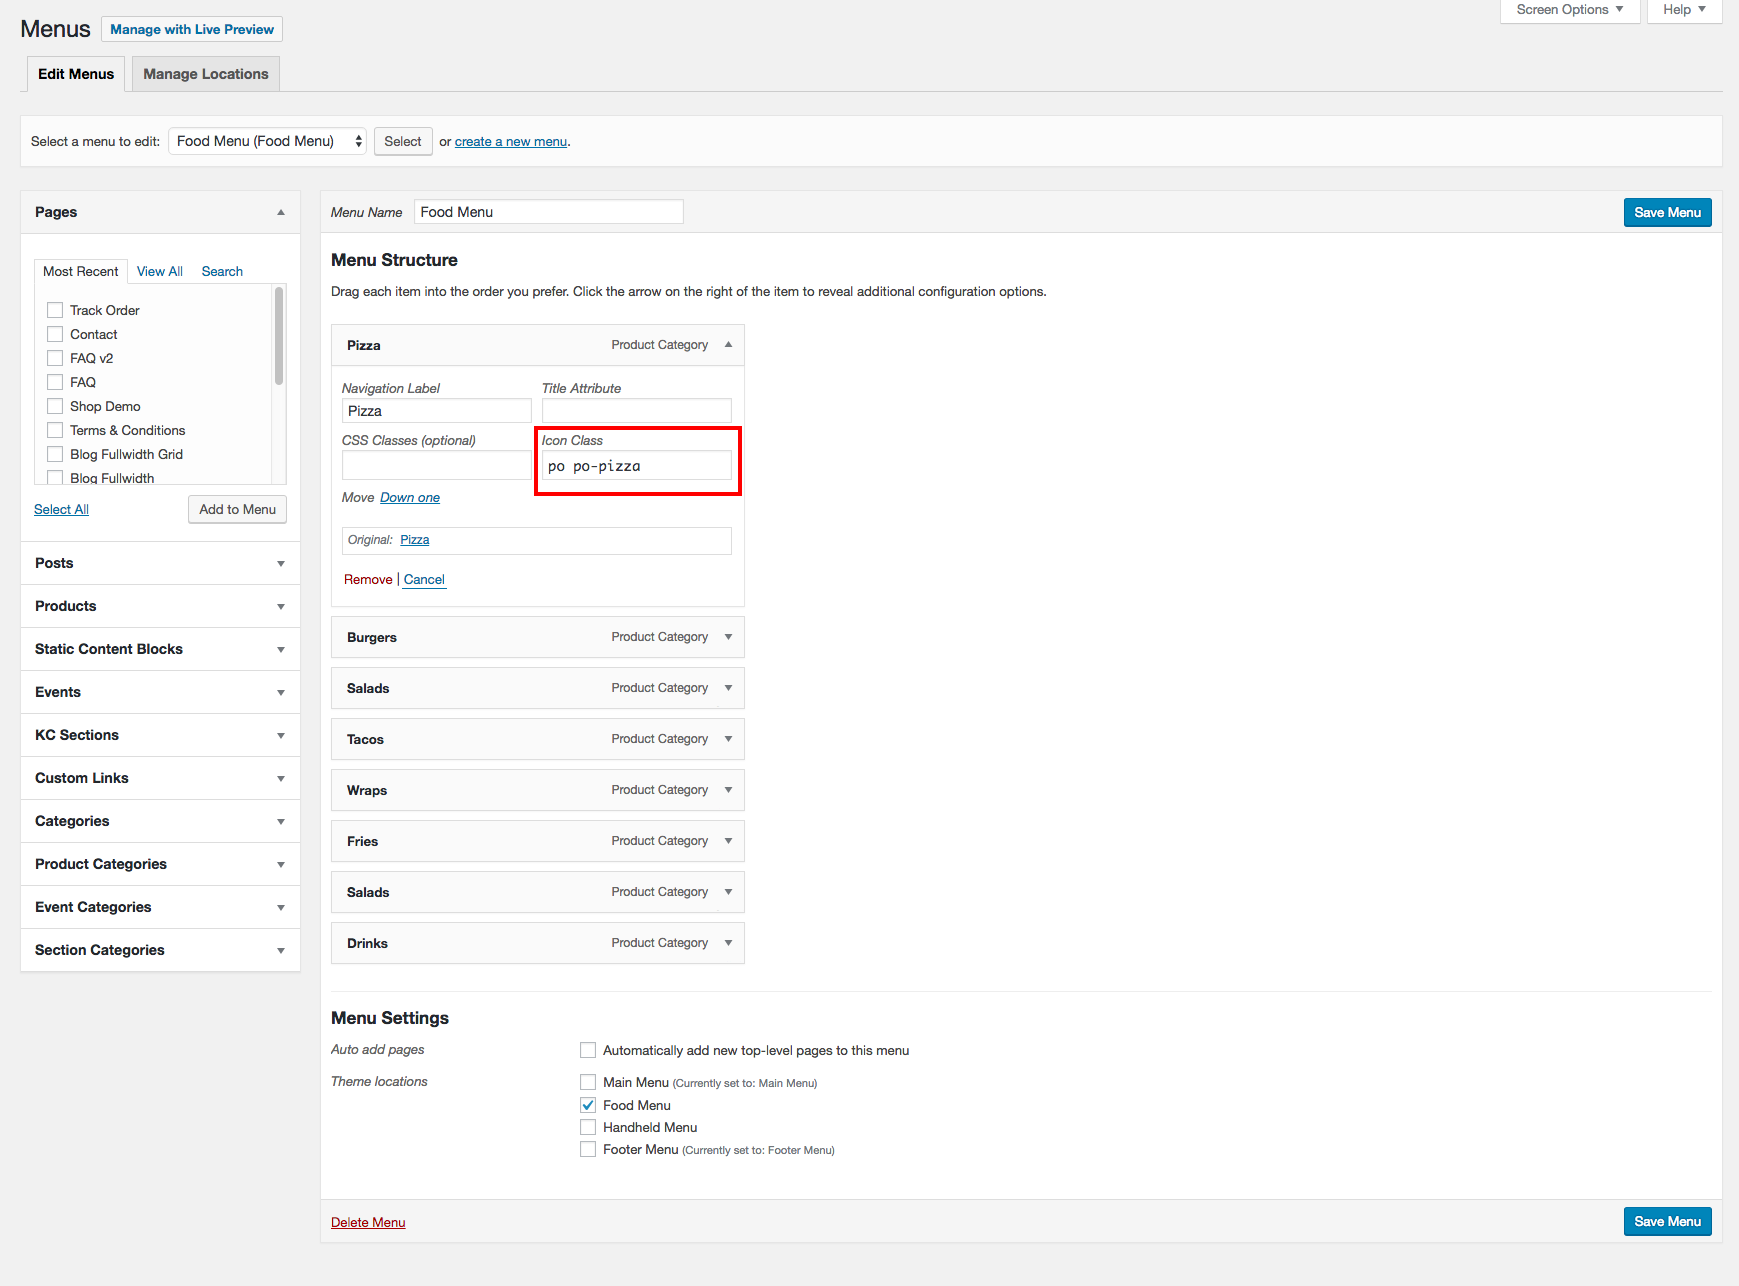 Menus Manage with Live Preview Screen Options Help
Edit Menus Manage Locations
Select a menu to edit: Food Menu (Food Menu) Select or create a new menu.
Pages
Most Recent View All Search
Track Order
Contact
FAQ v2
FAQ
Shop Demo
Terms & Conditions
Blog Fullwidth Grid
Blog Fullwidth
Select All Add to Menu
Posts
Products
Static Content Blocks
Events
KC Sections
Custom Links
Categories
Product Categories
Event Categories
Section Categories
Menu Name Food Menu Save Menu
Menu Structure
Drag each item into the order you prefer. Click the arrow on the right of the item to reveal additional configuration options.
Pizza Product Category
Navigation Label Title Attribute
Pizza
CSS Classes (optional) Icon Class
po po-pizza
Move Down one
Original: Pizza
Remove | Cancel
Burgers Product Category
Salads Product Category
Tacos Product Category
Wraps Product Category
Fries Product Category
Salads Product Category
Drinks Product Category
Menu Settings
Auto add pages Automatically add new top-level pages to this menu
Theme locations Main Menu (Currently set to: Main Menu)
Food Menu
Handheld Menu
Footer Menu (Currently set to: Footer Menu)
Delete Menu Save Menu